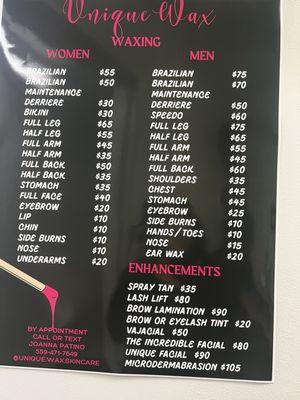 Unique Wax
WAXING
WOMEN
BRAZILIAN $55
BRAZILIAN $50
MAINTENANCE
DERRIERE $30
BIKINI $30
FULL LEG $65
HALF LEG $55
FULL ARM $45
HALF ARM $35
FULL BACK $50
HALF BACK $35
STOMACH $35
FULL FACE $40
EYEBROW $20
LIP $10
CHIN $10
SIDE BURNS $10
NOSE $10
UNDERARMS $20
MEN
BRAZILIAN $75
BRAZILIAN $70
MAINTENANCE
DERRIERE $50
SPEEDO $60
FULL LEG $75
HALF LEG $65
FULL ARM $55
HALF ARM $45
FULL BACK $60
SHOULDERS $35
CHEST $45
STOMACH $45
EYEBROW $25
SIDE BURNS $10
HANDS/TOES $10
NOSE $15
EAR WAX $20
ENHANCEMENTS
SPRAY TAN $35
LASH LIFT $80
BROW LAMINATION $90
BROW OR EYELASH TINT $20
VAJACIAL $50
THE INCREDIBLE FACIAL $80
UNIQUE FACIAL $90
MICRODERMABRASION $105
BY APPOINTMENT
CALL OR TEXT
JOANNA PATINO
559-471-7649
@UNIQUE.WAX.SKINCARE